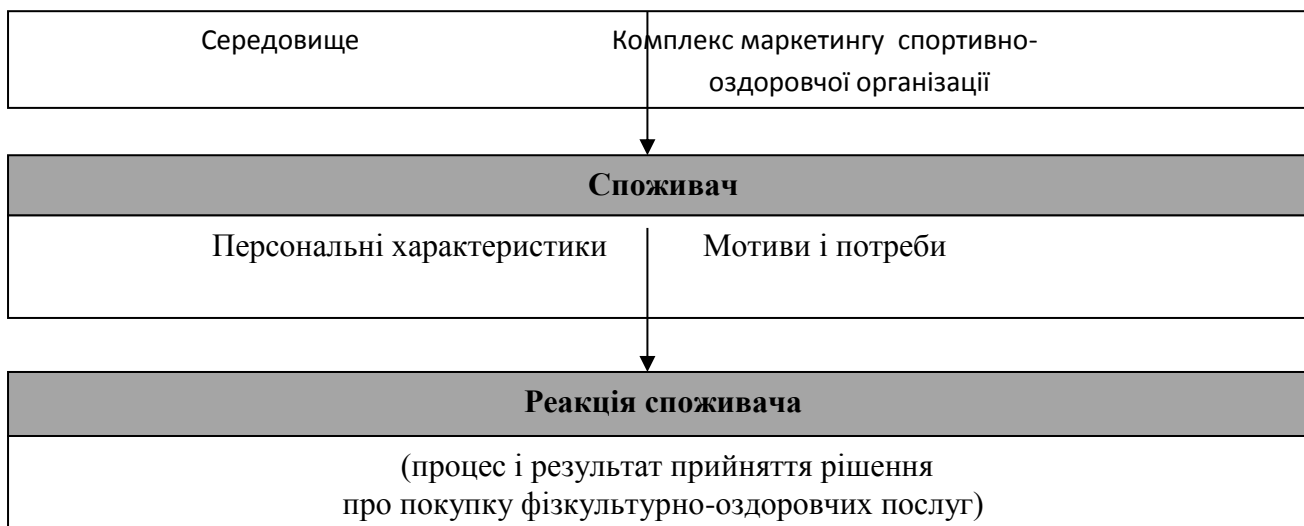 Середовище Комплекс маркетингу спортивно-
оздоровчої організації
Споживач
Персональні характеристики Мотиви і потреби
Реакція споживача
(процес і результат прийняття рішення
про покупку фізкультурно-оздоровчих послуг)